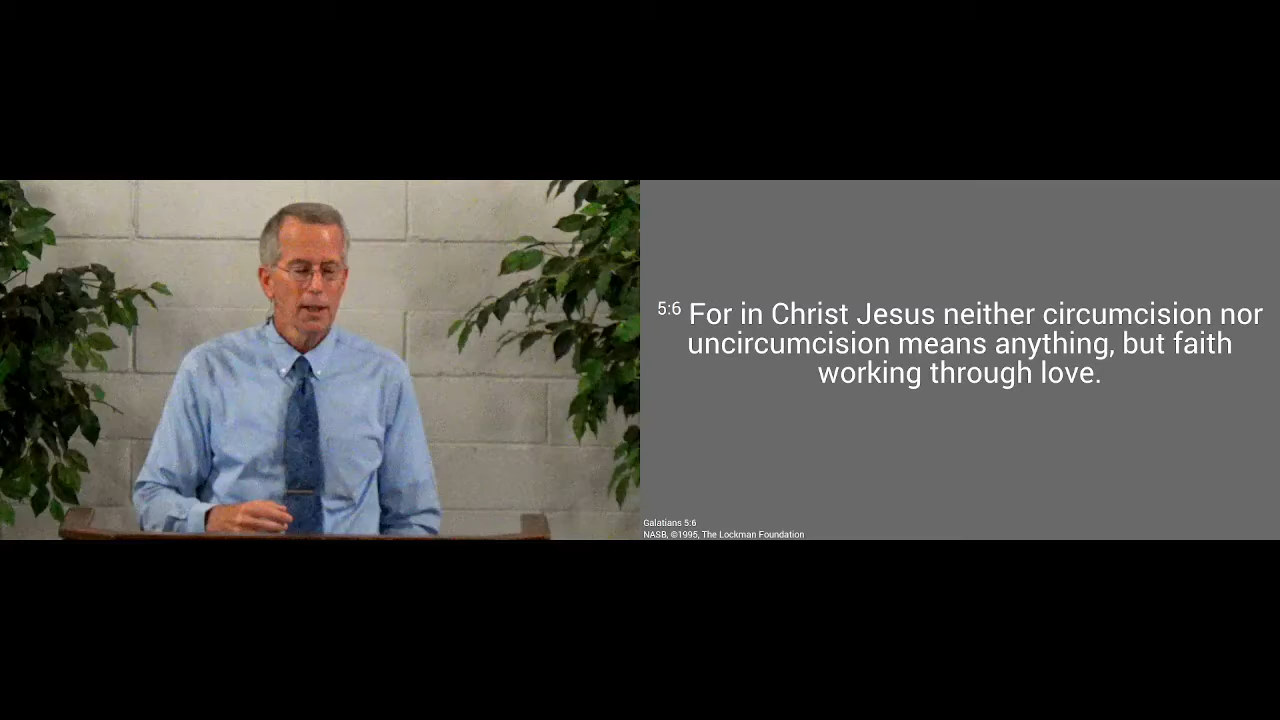 5:6 For in Christ Jesus neither circumcision nor
uncircumcision means anything, but faith
working through love.
Galatians 5:6
NASB, ©1995, The Lockman Foundation